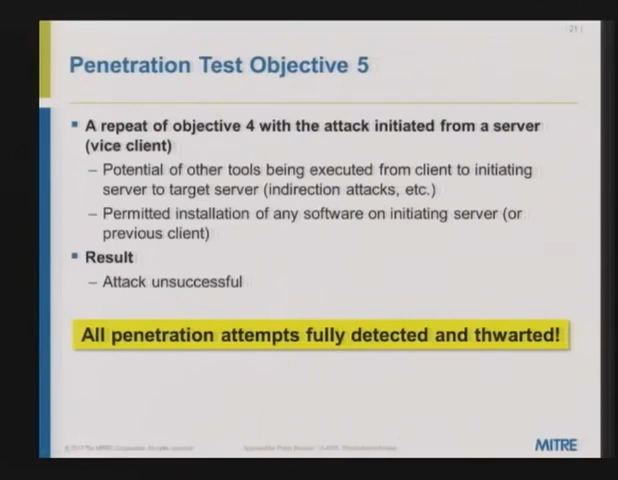 21
Penetration Test Objective 5
▪ A repeat of objective 4 with the attack initiated from a server
(vice client)
– Potential of other tools being executed from client to initiating
server to target server (indirection attacks, etc.)
– Permitted installation of any software on initiating server (or
previous client)
▪ Result
– Attack unsuccessful
All penetration attempts fully detected and thwarted!
MITRE